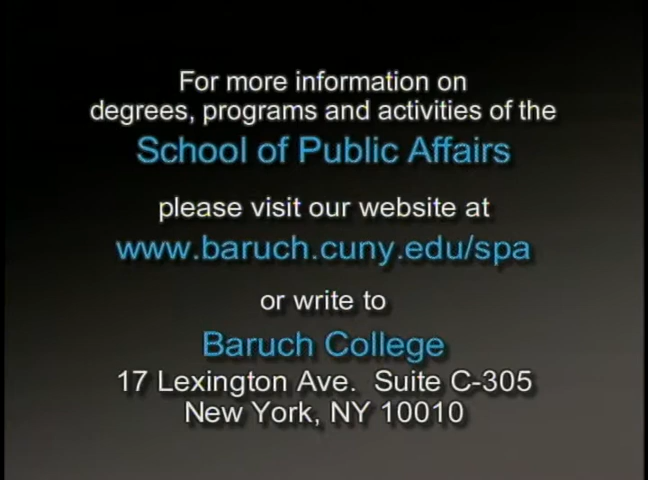 For more information on
degrees, programs and activities of the
School of Public Affairs
please visit our website at
www.baruch.cuny.edu/spa
or write to
Baruch College
17 Lexington Ave.  Suite C-305
New York, NY 10010